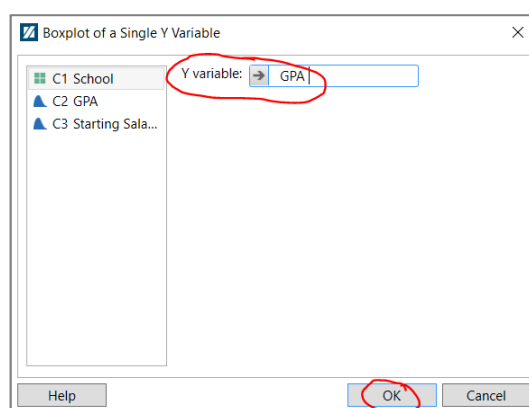 Boxplot of a Single Y Variable
C1 School
C2 GPA
C3 Starting Sala...
Y variable: GPA
Help
OK
Cancel